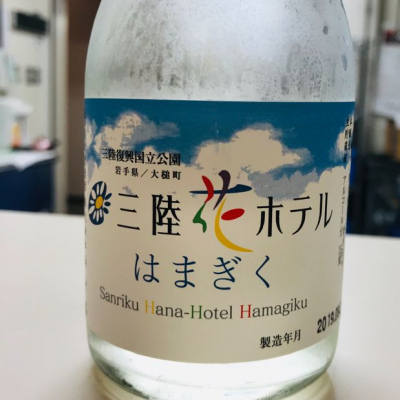 三陸復興国立公園
岩手県／大槌町
三陸花ホテル
はまぎく
Sanriku Hana-Hotel Hamagiku
製造年月